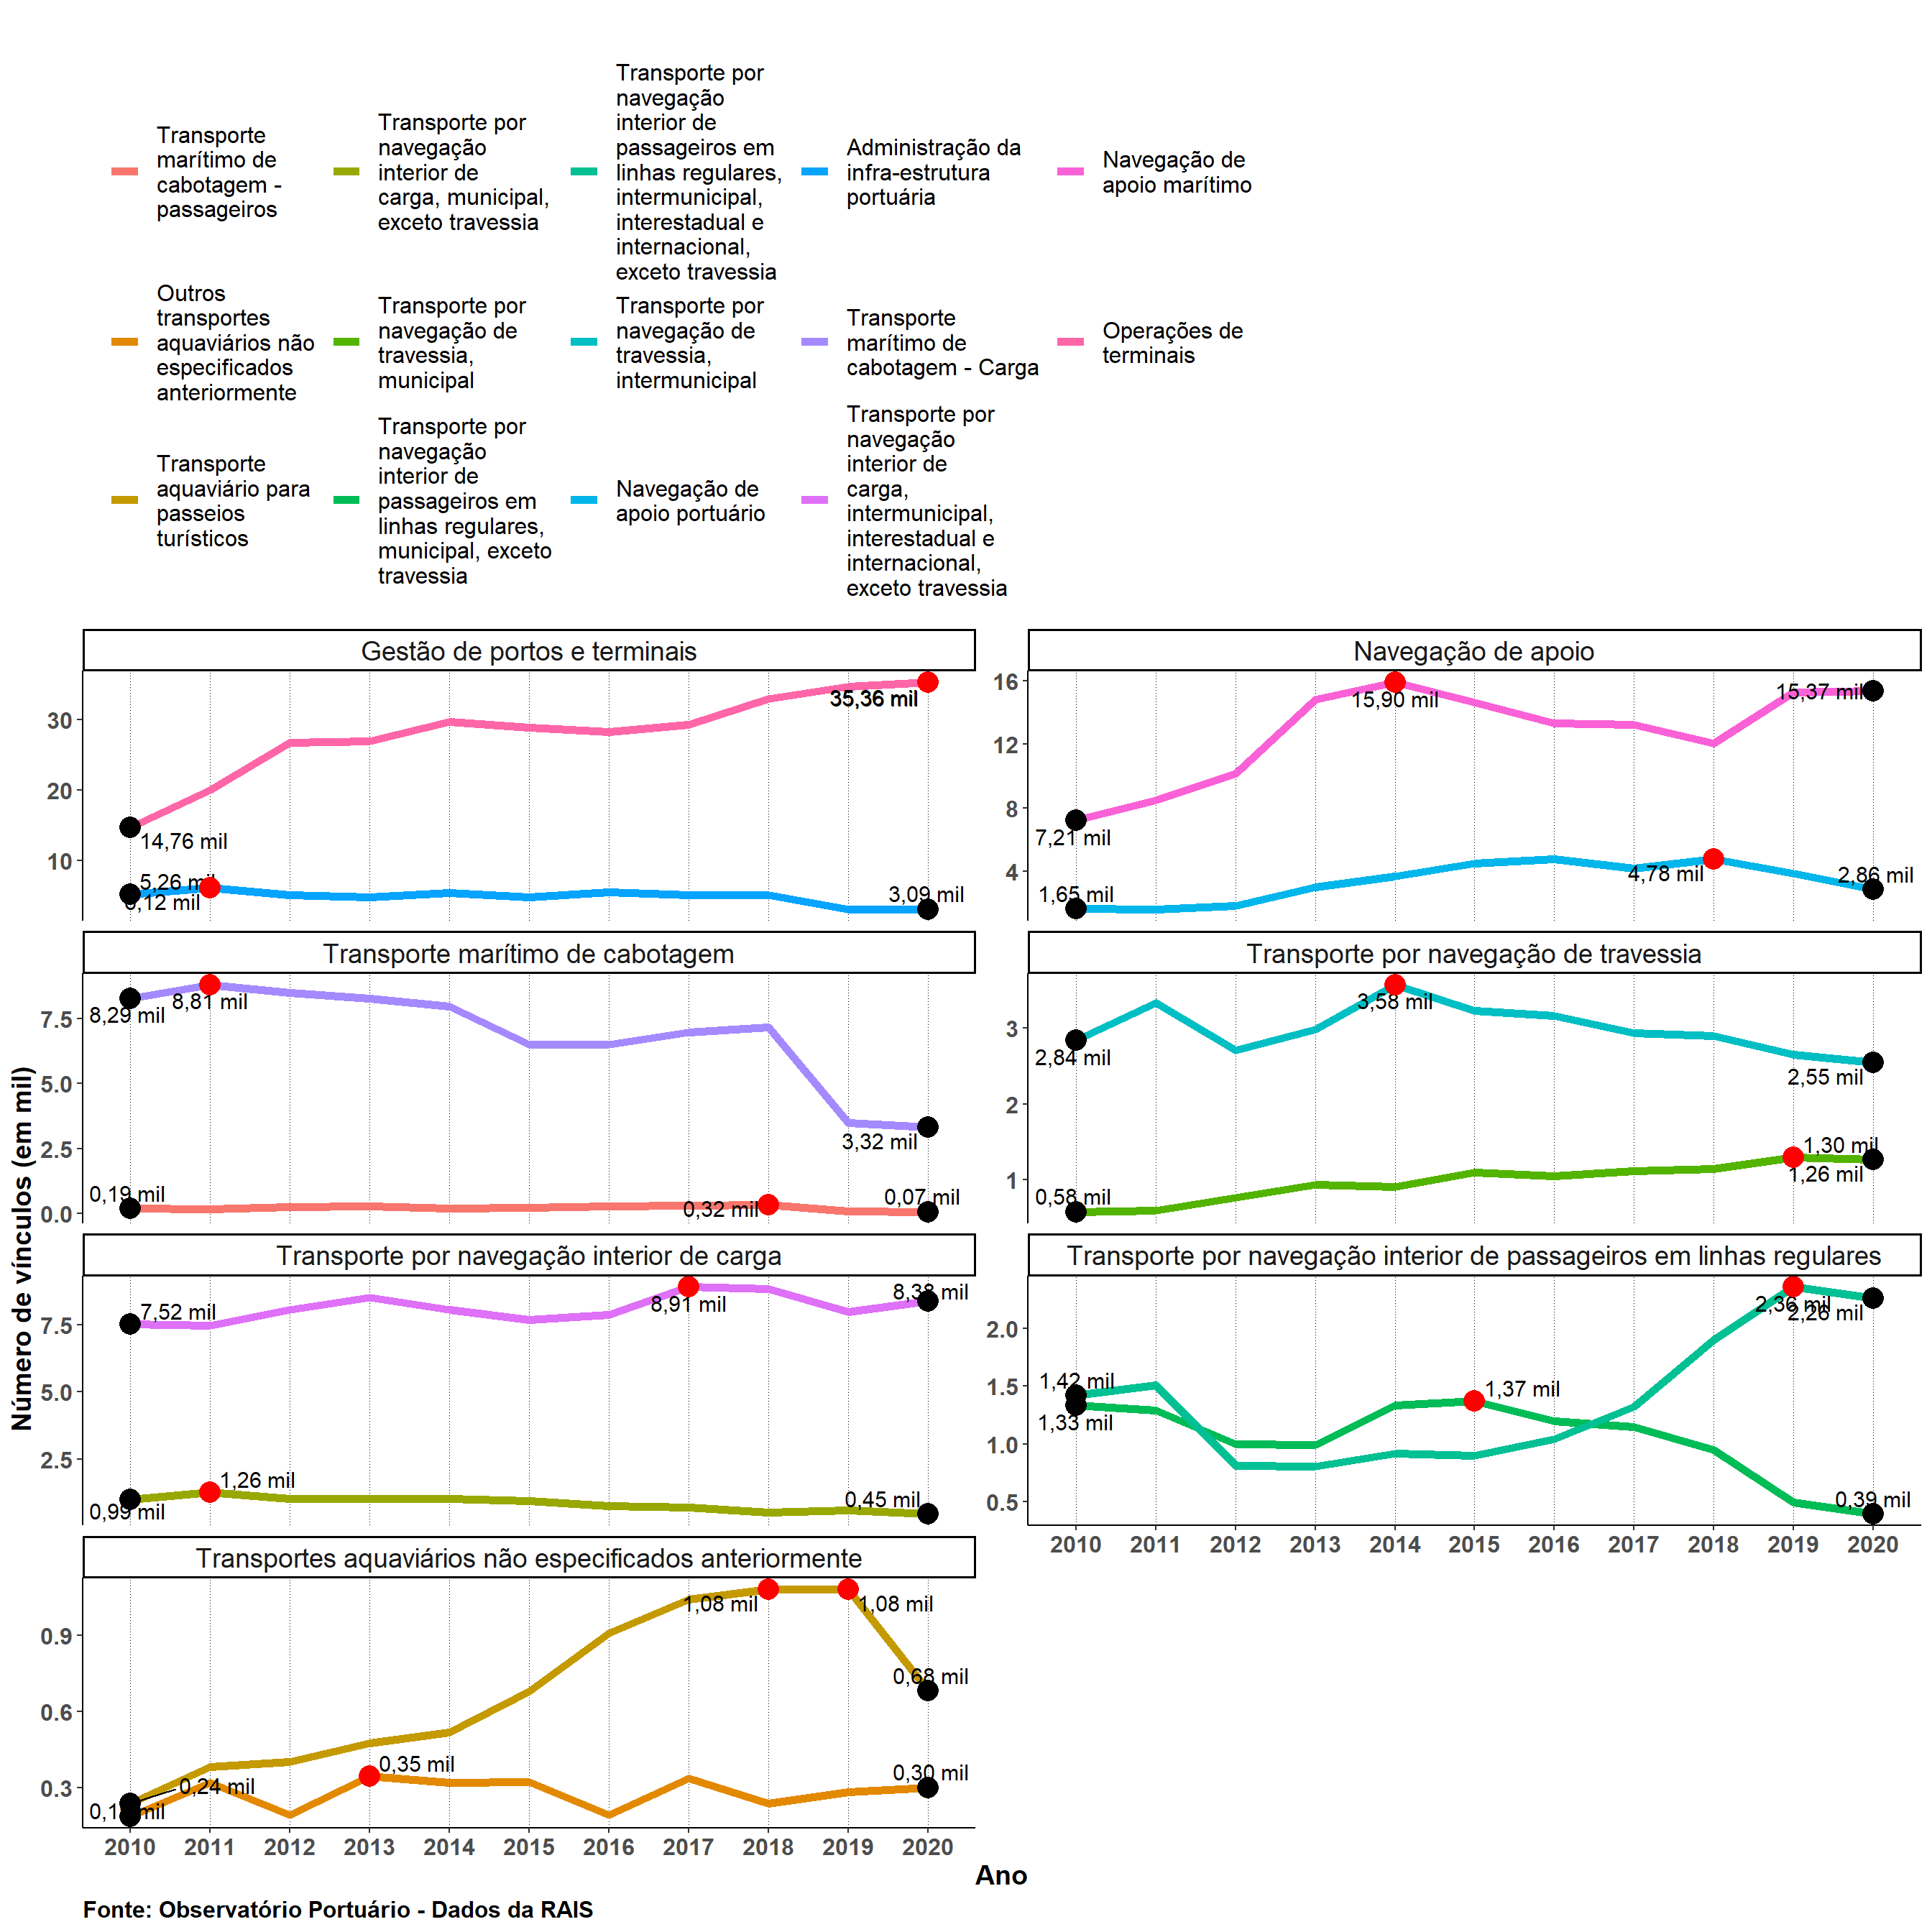 Transporte
marítimo de
cabotagem -
passageiros
Transporte por
navegação
interior de
carga, municipal,
exceto travessia
Transporte por
navegação
interior de
passageiros em
linhas regulares,
intermunicipal,
interestadual e
internacional,
exceto travessia
Administração da
infra-estrutura
portuária
Navegação de
apoio marítimo
Outros
transportes
aquaviários não
especificados
anteriormente
Transporte por
navegação de
travessia,
municipal
Transporte por
navegação de
travessia,
intermunicipal
Transporte
marítimo de
cabotagem - Carga
Operações de
terminais
Transporte
aquaviário para
passeios
turísticos
Transporte por
navegação
interior de
passageiros em
linhas regulares,
municipal, exceto
travessia
Navegação de
apoio portuário
Transporte por
navegação
interior de
carga,
intermunicipal,
interestadual e
internacional,
exceto travessia
Número de vínculos (em mil)
Gestão de portos e terminais
30
20
10
14,76 mil
35,36 mil
5,26 mil
6,12 mil
3,09 mil
Navegação de apoio
16
12
8
4
7,21 mil
15,90 mil
15,37 mil
1,65 mil
4,78 mil
2,86 mil
Transporte marítimo de cabotagem
7.5
5.0
2.5
0.0
8,29 mil
8,81 mil
3,32 mil
0,19 mil
0,32 mil
0,07 mil
Transporte por navegação de travessia
3
2
1
2,84 mil
3,58 mil
2,55 mil
0,58 mil
1,30 mil
1,26 mil
Transporte por navegação interior de carga
7.5
5.0
2.5
7,52 mil
8,91 mil
8,38 mil
0,99 mil
1,26 mil
0,45 mil
Transporte por navegação interior de passageiros em linhas regulares
2.0
1.5
1.0
0.5
1,42 mil
1,33 mil
1,37 mil
2,36 mil
2,26 mil
0,39 mil
2010 2011 2012 2013 2014 2015 2016 2017 2018 2019 2020
Transportes aquaviários não especificados anteriormente
0.9
0.6
0.3
0,24 mil
mil
0,35 mil
1,08 mil
1,08 mil
0,68 mil
0,30 mil
2010 2011 2012 2013 2014 2015 2016 2017 2018 2019 2020
Ano
Fonte: Observatório Portuário - Dados da RAIS